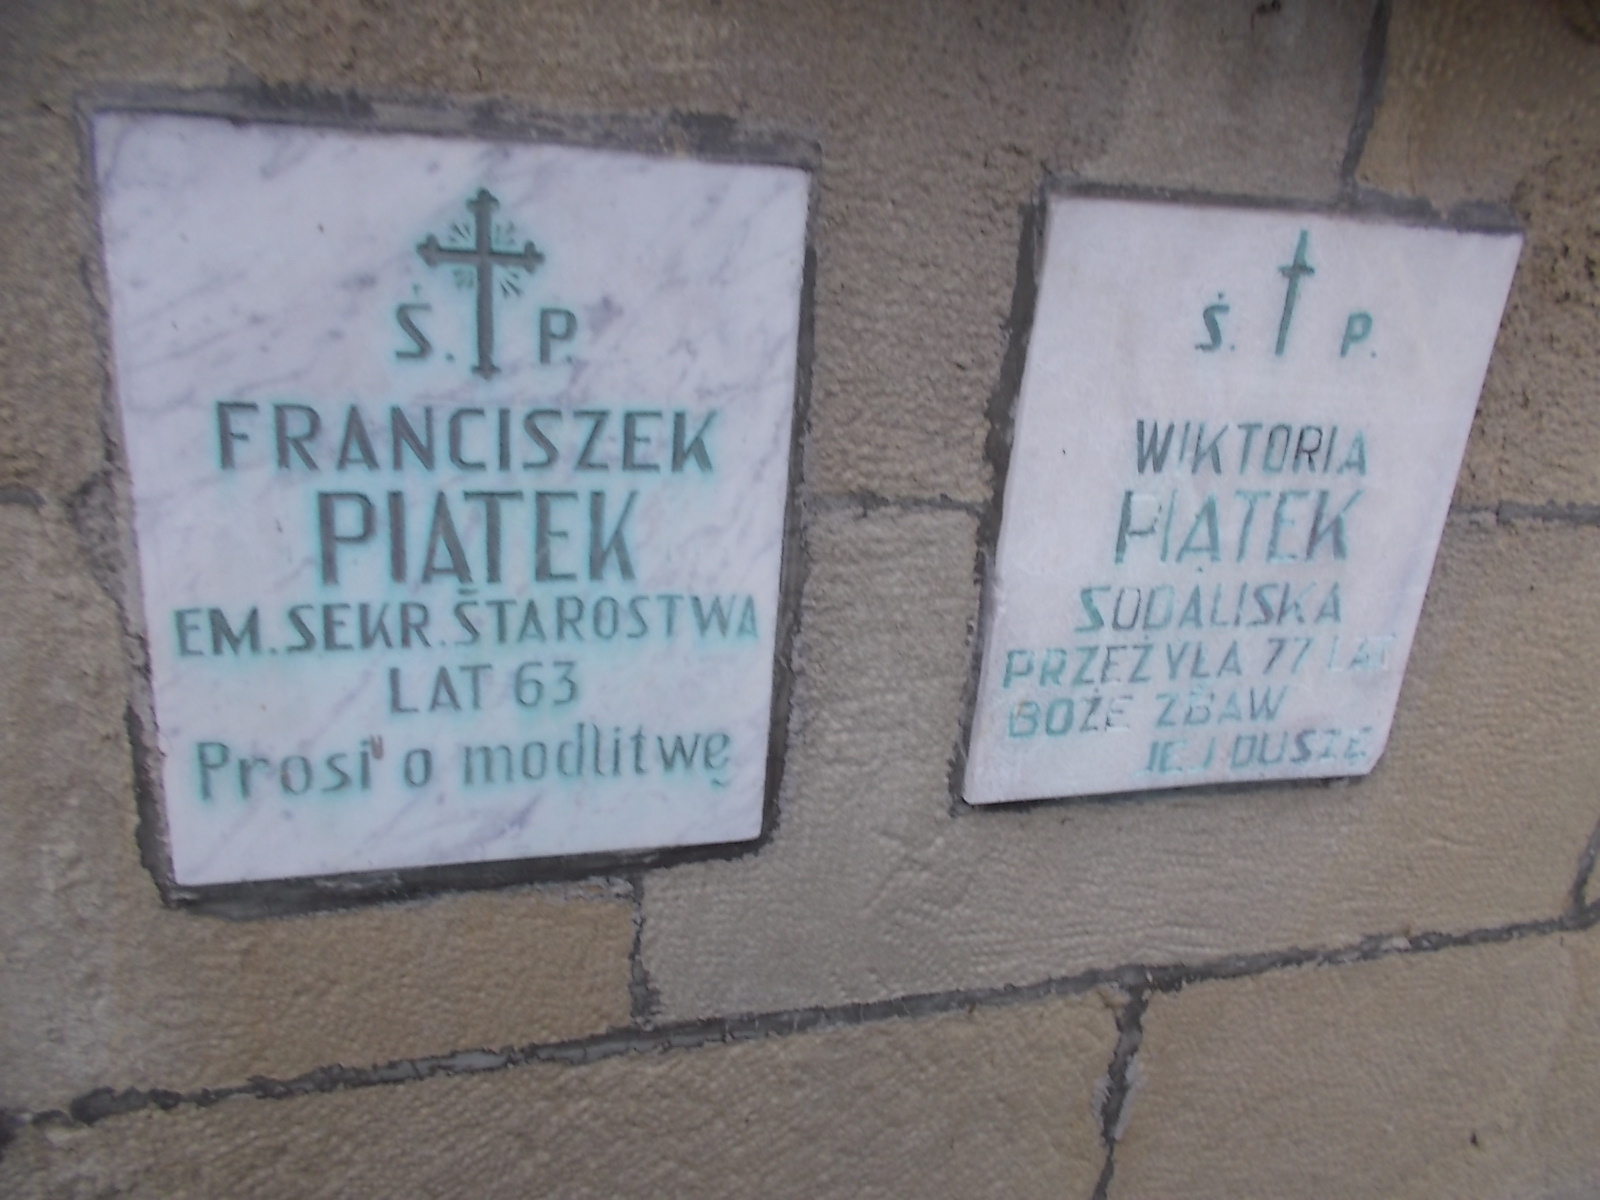 Ś. P.
FRANCISZEK
PIĄTEK
EM. SEKR. STAROSTWA
LAT 63
Prosi o modlitwę
Ś. P.
WIKTORIA
PIĄTEK
SODALISKA
PRZEŻYŁA 77 LAT
BOŻE ZBAW
JEJ DUSZĘ